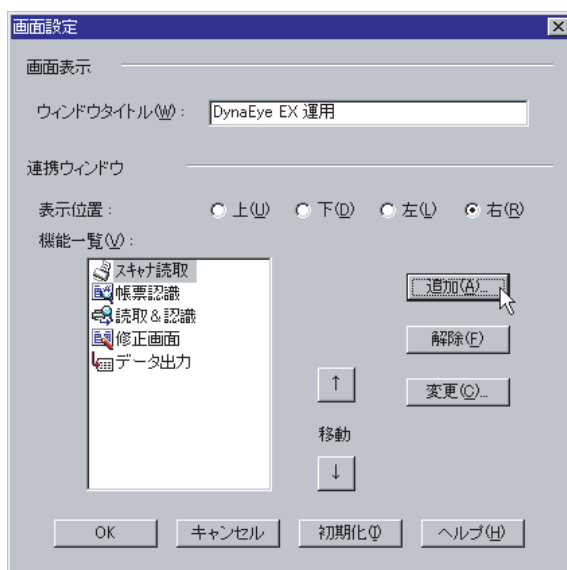 画面設定
画面表示
ウィンドウタイトル(W)： DynaEye EX 運用
連携ウィンドウ
表示位置： 上(U) 下(D) 左(L) 右(R)
機能一覧(V)：
スキャナ読取
帳票認識
読取＆認識
修正画面
データ出力
追加(A)...
解除(F)
変更(C)...
↑
移動
↓
OK キャンセル 初期化(I) ヘルプ(H)